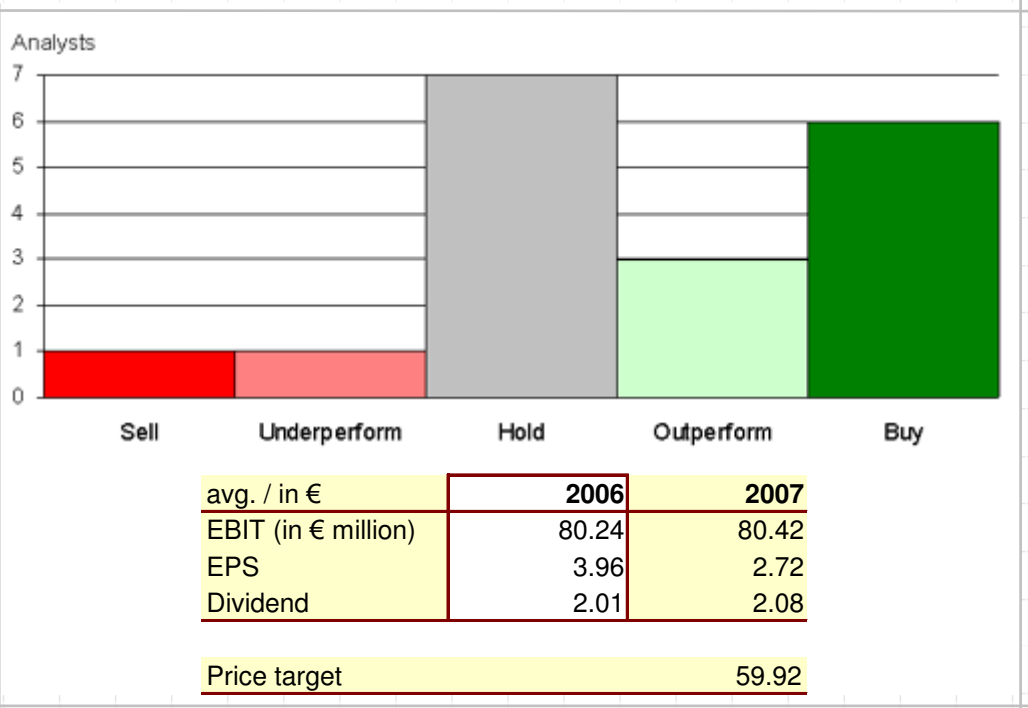 Analysts
7
6
5
4
3
2
1
0
Sell Underperform Hold Outperform Buy
avg. / in € 2006 2007
EBIT (in € million) 80.24 80.42
EPS 3.96 2.72
Dividend 2.01 2.08
Price target 59.92